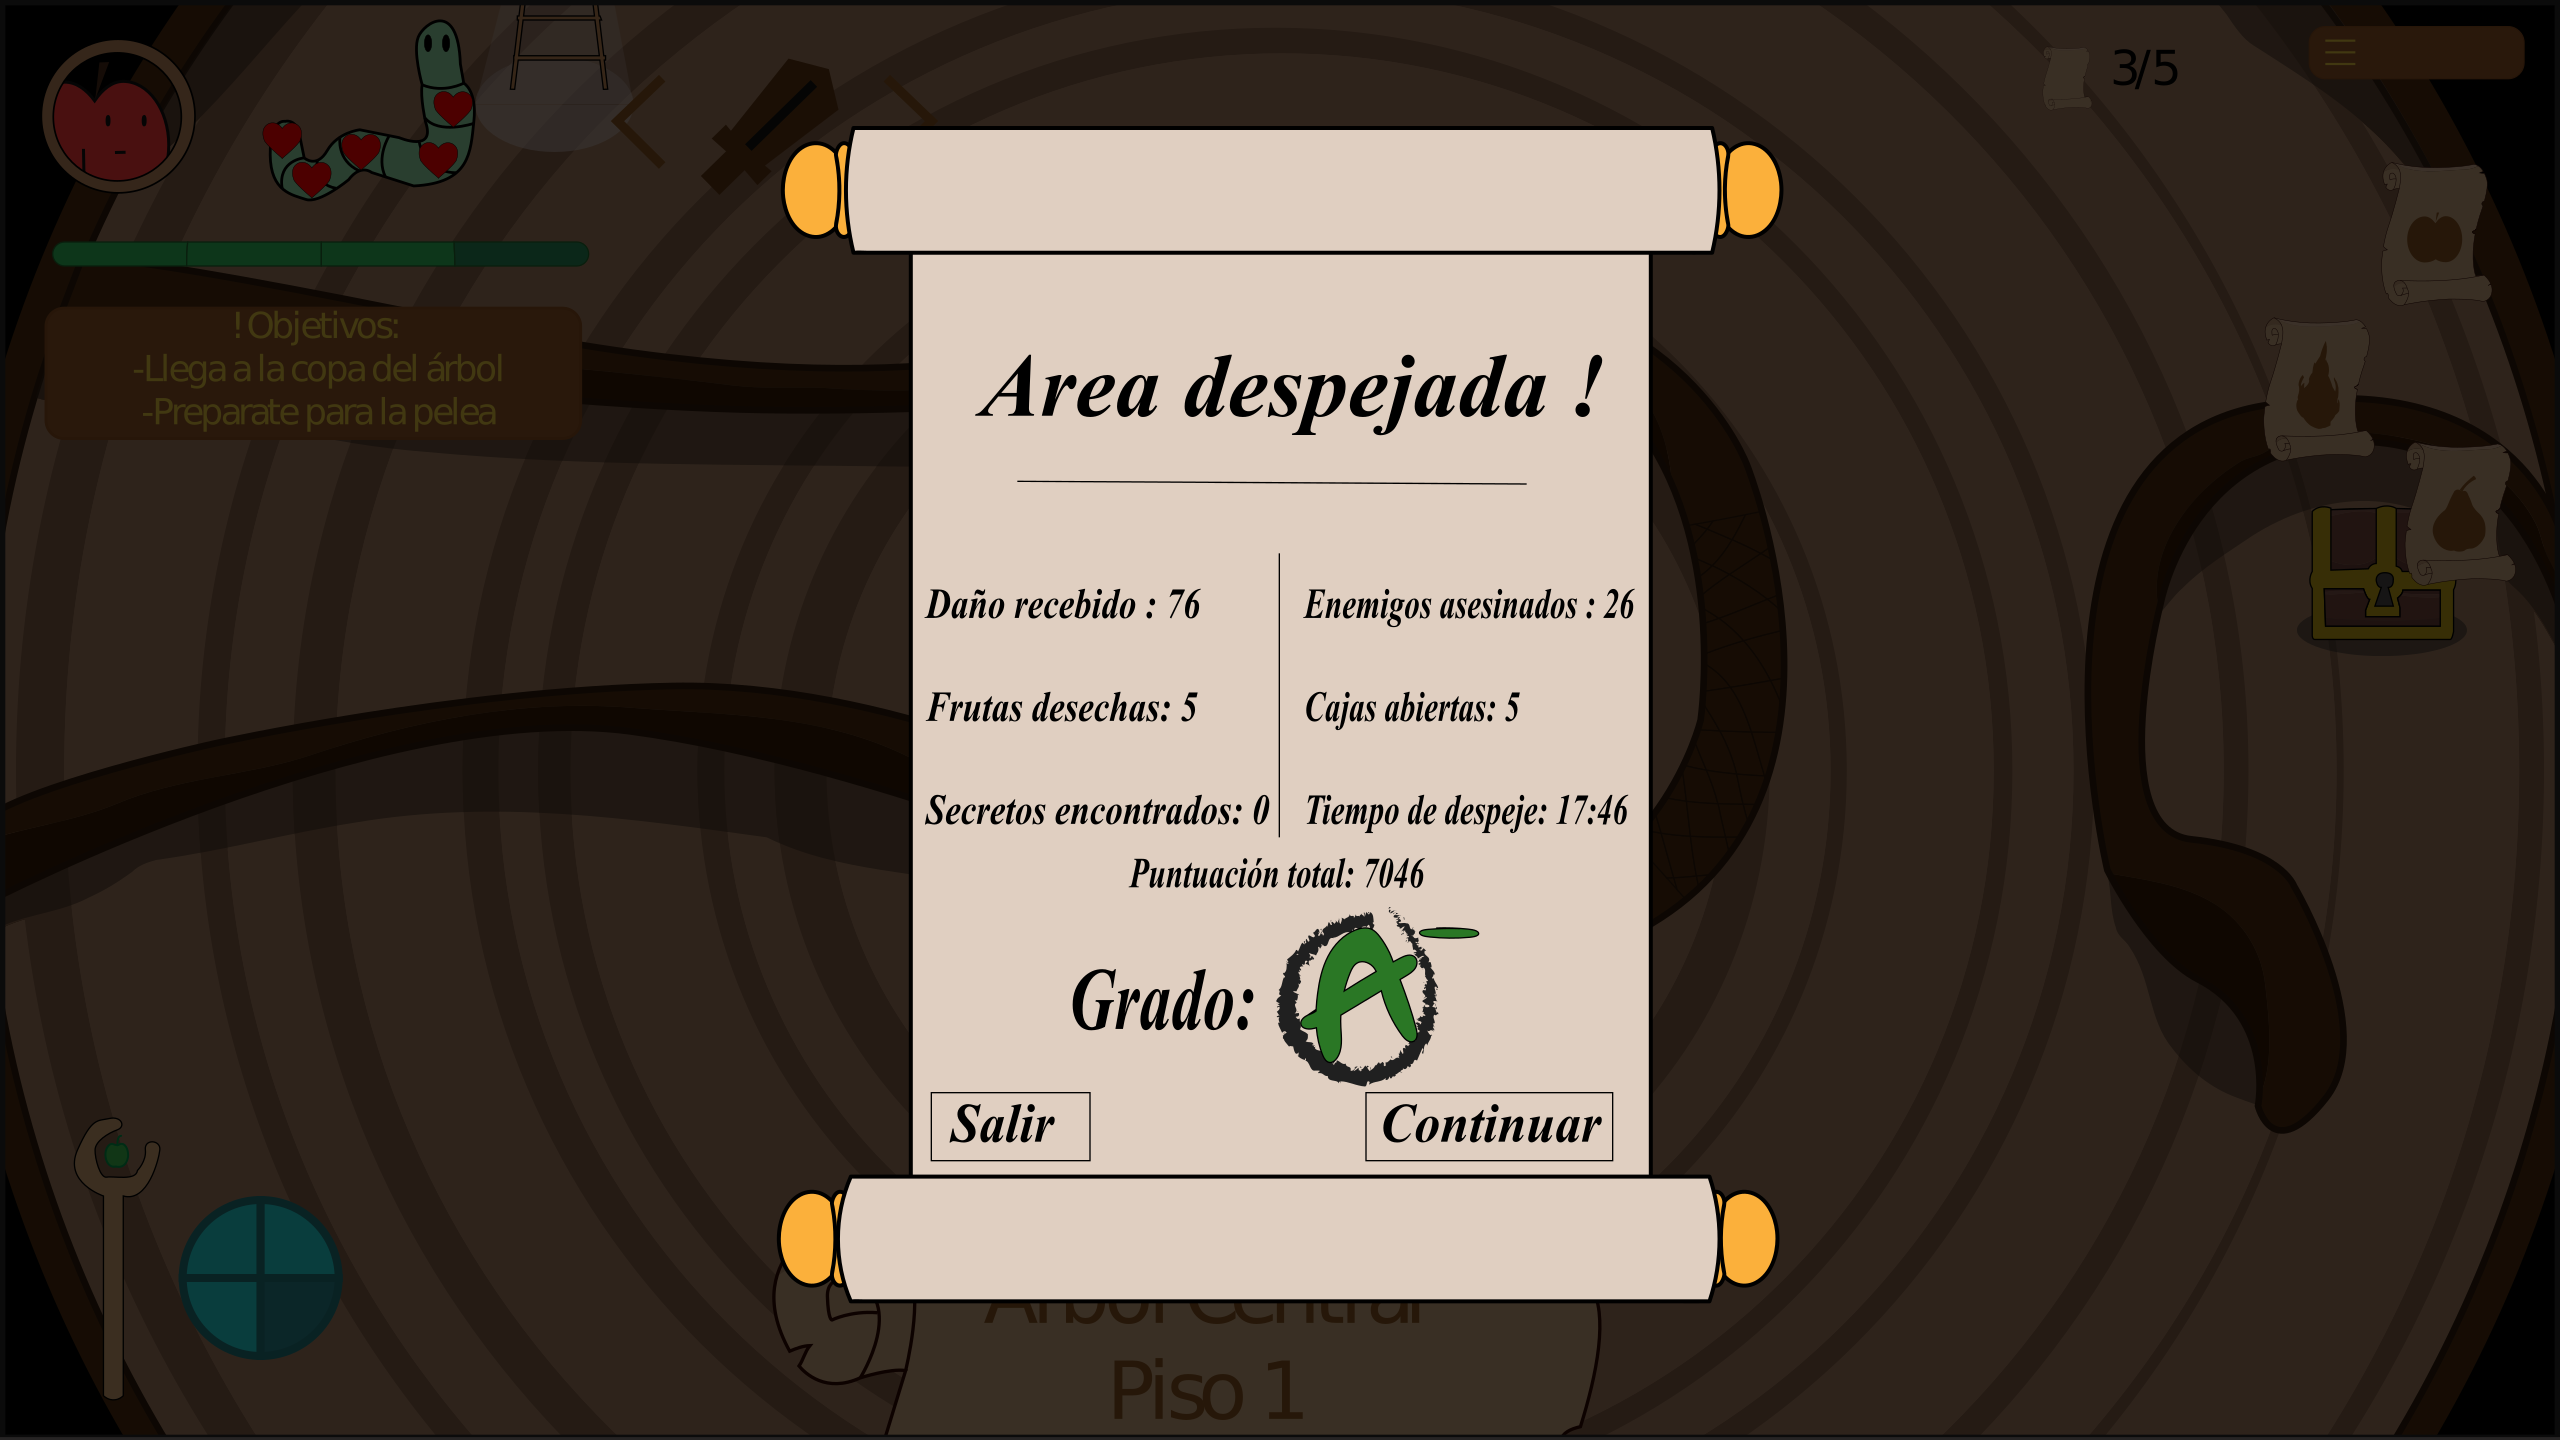 3/5
! Objetivos:
-Llega a la copa del árbol
-Preparate para la pelea
Area despejada !
Daño recebido : 76
Enemigos asesinados : 26
Frutas desechas: 5
Cajas abiertas: 5
Secretos encontrados: 0
Tiempo de despeje: 17:46
Puntuación total: 7046
Grado: A-
Salir
Continuar
Arbol Central
Piso 1